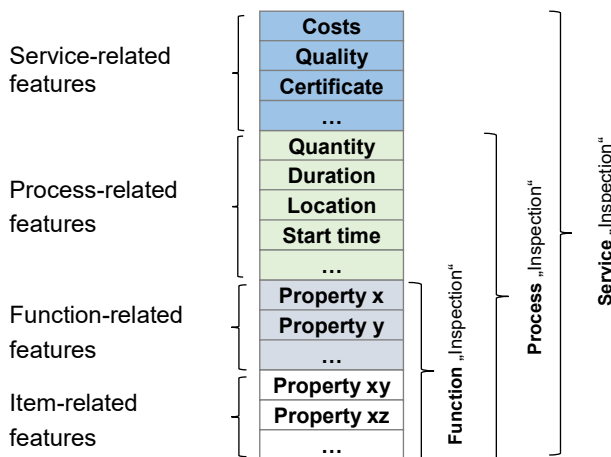 Service-related
features
Process-related
features
Function-related
features
Item-related
features
Costs
Quality
Certificate
…
Quantity
Duration
Location
Start time
…
Property x
Property y
…
Property xy
Property xz
…
Function „Inspection“
Process „Inspection“
Service „Inspection“